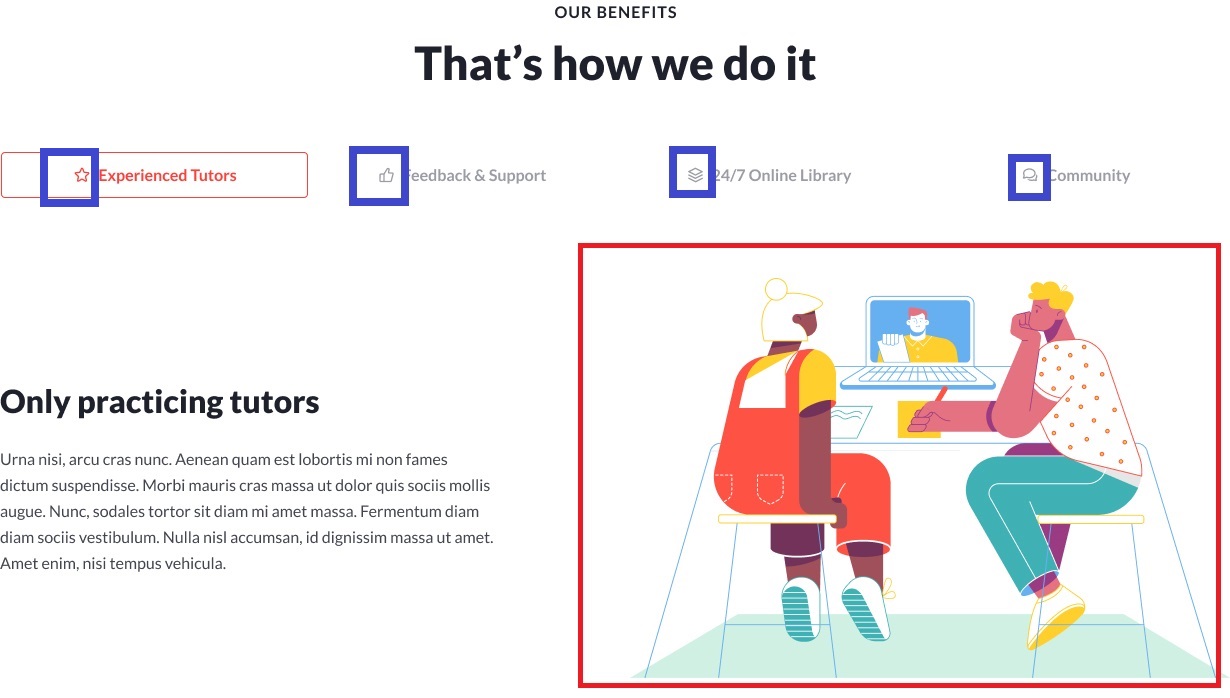 OUR BENEFITS
That's how we do it
Experienced Tutors
Feedback & Support
24/7 Online Library
Community
Only practicing tutors
Urna nisi, arcu cras nunc. Aenean quam est lobortis mi non fames
dictum suspendisse. Morbi mauris cras massa ut dolor quis sociis mollis
augue. Nunc, sodales tortor sit diam mi amet massa. Fermentum diam
diam sociis vestibulum. Nulla nisl accumsan, id dignissim massa ut amet.
Amet enim, nisi tempus vehicula.